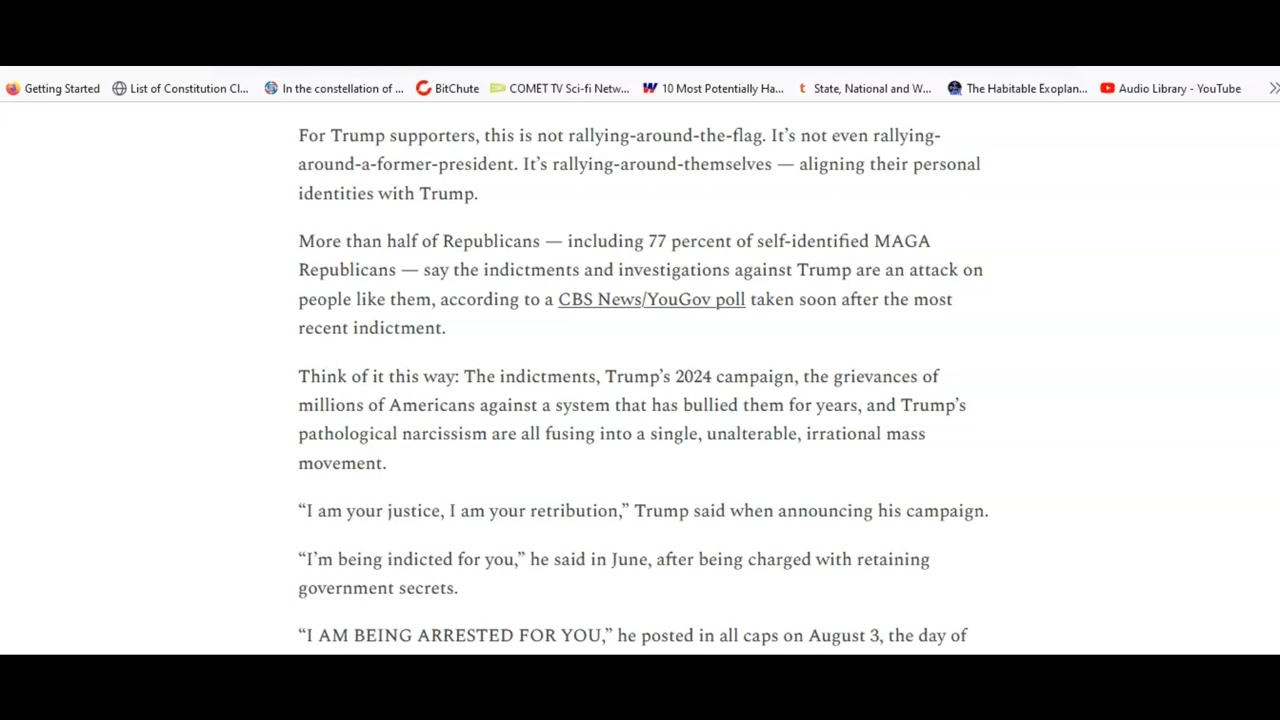 Getting Started List of Constitution Cl... In the constellation of ... BitChute COMET TV Sci-fi Netw... 10 Most Potentially Ha... State, National and W... The Habitable Exoplan... Audio Library - YouTube
For Trump supporters, this is not rallying-around-the-flag. It’s not even rallying-
around-a-former-president. It’s rallying-around-themselves — aligning their personal
identities with Trump.
More than half of Republicans — including 77 percent of self-identified MAGA
Republicans — say the indictments and investigations against Trump are an attack on
people like them, according to a CBS News/YouGov poll taken soon after the most
recent indictment.
Think of it this way: The indictments, Trump’s 2024 campaign, the grievances of
millions of Americans against a system that has bullied them for years, and Trump’s
pathological narcissism are all fusing into a single, unalterable, irrational mass
movement.
“I am your justice, I am your retribution,” Trump said when announcing his campaign.
“I’m being indicted for you,” he said in June, after being charged with retaining
government secrets.
“I AM BEING ARRESTED FOR YOU,” he posted in all caps on August 3, the day of